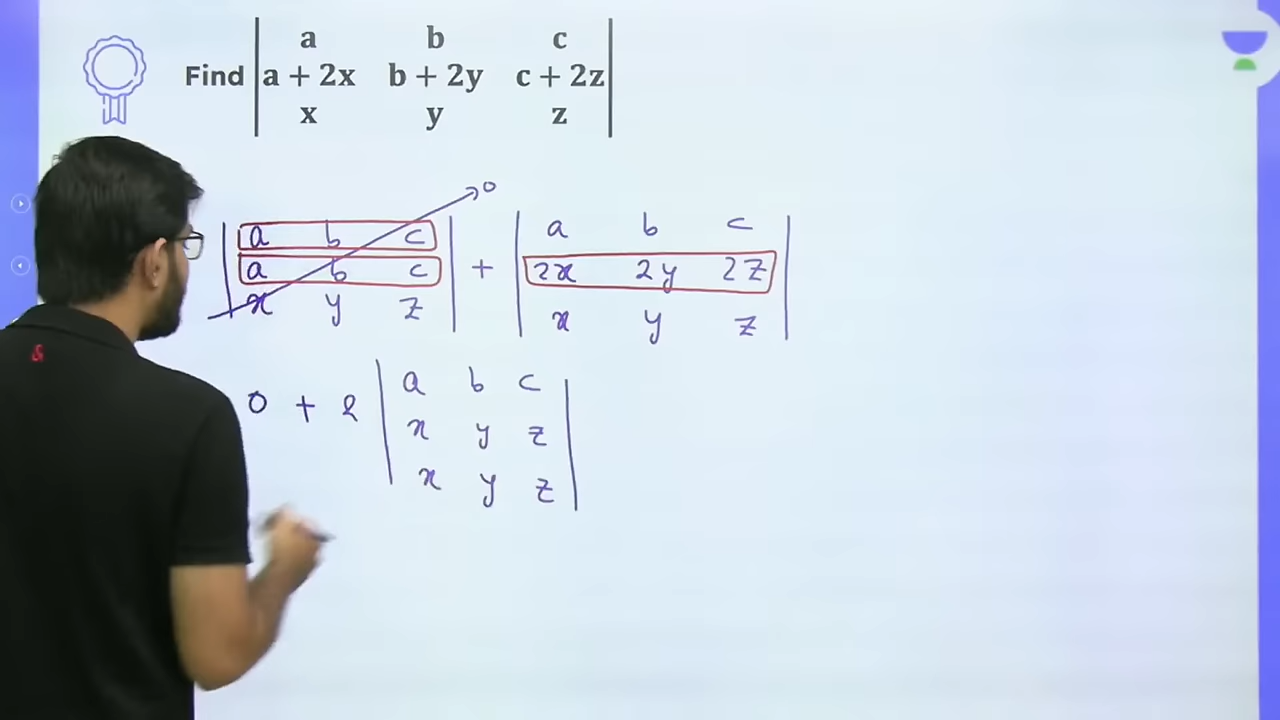 a b c
Find a + 2x b + 2y c + 2z
x y z
0
a b c a b c
a b c + 2x 2y 2z
x y z x y z
a b c
0 + 2 x y z
x y z